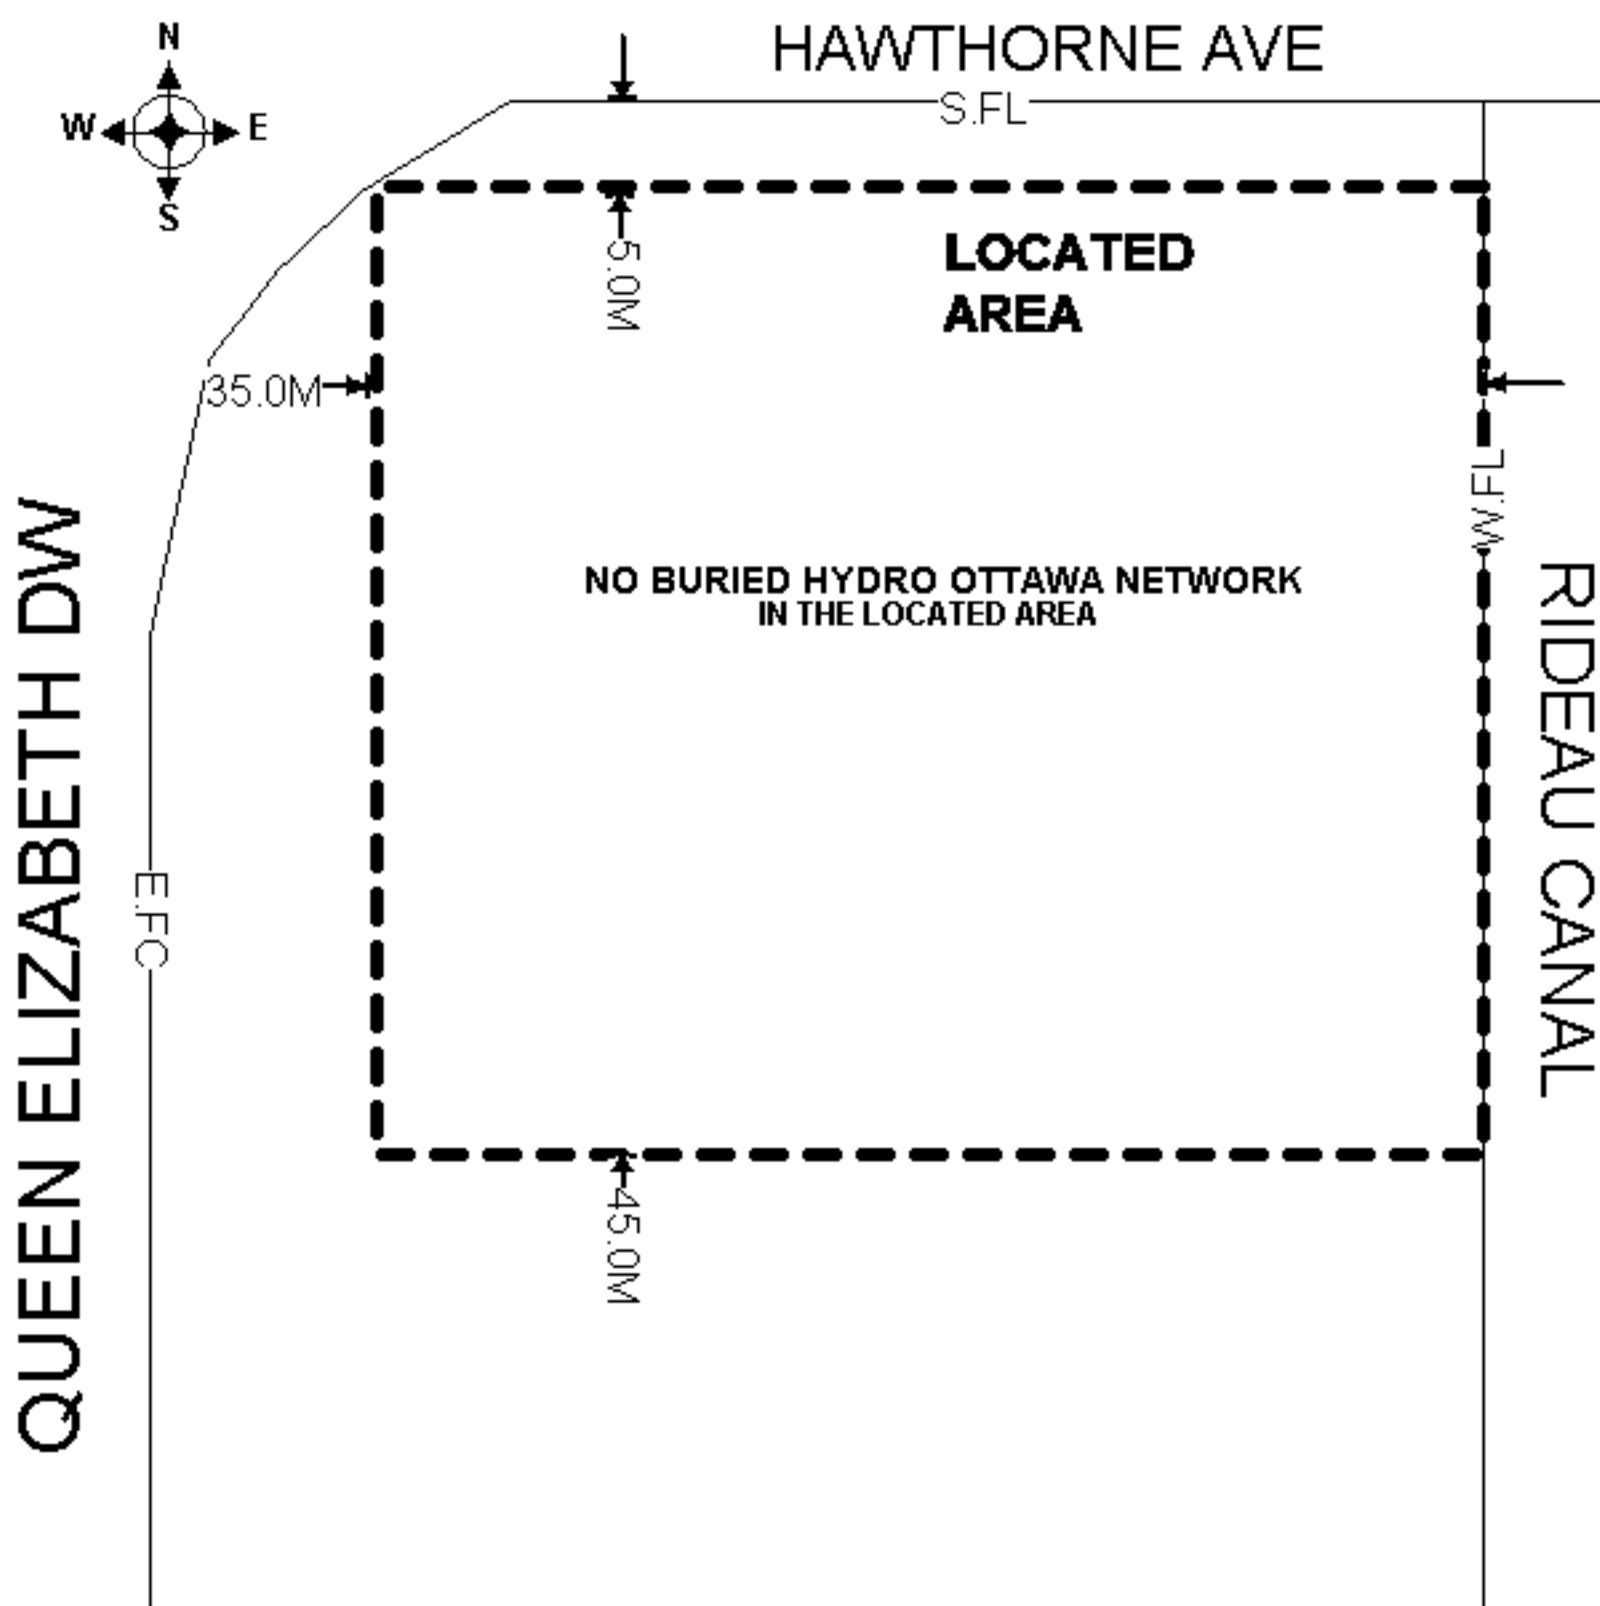 N
W E
S
HAWTHORNE AVE
S.FL
5.0M
LOCATED
AREA
35.0M
W.FL
NO BURIED HYDRO OTTAWA NETWORK
IN THE LOCATED AREA
QUEEN ELIZABETH DW
E.FC
RIDEAU CANAL
45.0M